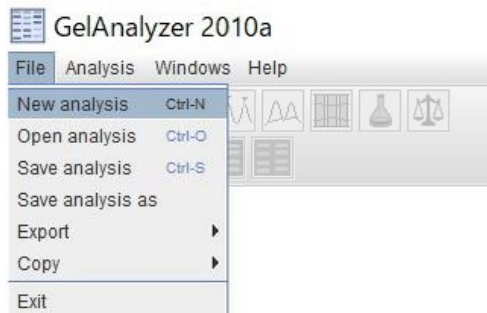 GelAnalyzer 2010a
File Analysis Windows Help
New analysis Ctrl-N
Open analysis Ctrl-O
Save analysis Ctrl-S
Save analysis as
Export
Copy
Exit